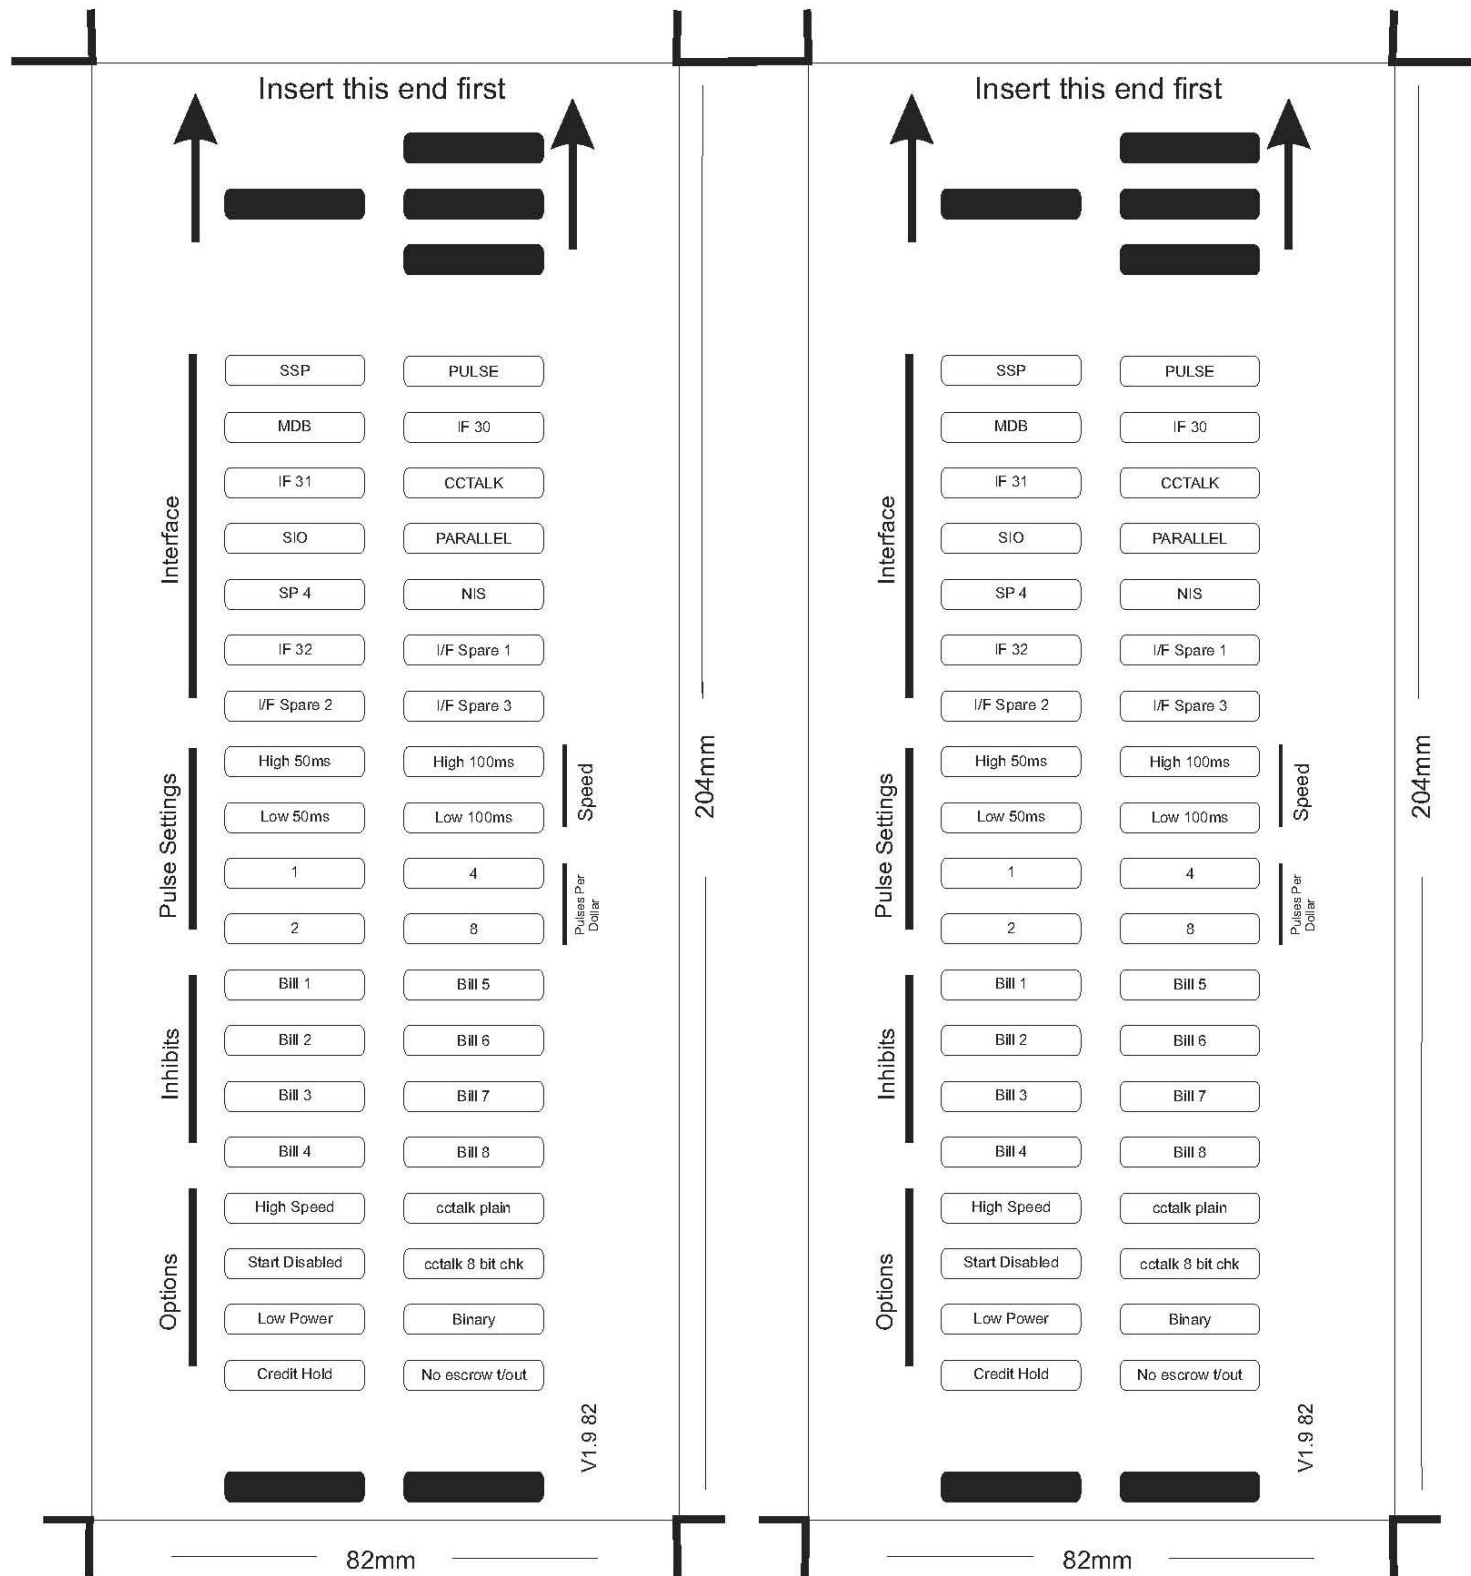 Insert this end first
Interface
SSP PULSE
MDB IF 30
IF 31 CCTALK
SIO PARALLEL
SP 4 NIS
IF 32 I/F Spare 1
I/F Spare 2 I/F Spare 3
Pulse Settings
High 50ms High 100ms
Low 50ms Low 100ms
Speed
1 4
2 8
Pulses Per
Dollar
Inhibits
Bill 1 Bill 5
Bill 2 Bill 6
Bill 3 Bill 7
Bill 4 Bill 8
Options
High Speed cctalk plain
Start Disabled cctalk 8 bit chk
Low Power Binary
Credit Hold No escrow t/out
V1.9 82
204mm
82mm
Insert this end first
Interface
SSP PULSE
MDB IF 30
IF 31 CCTALK
SIO PARALLEL
SP 4 NIS
IF 32 I/F Spare 1
I/F Spare 2 I/F Spare 3
Pulse Settings
High 50ms High 100ms
Low 50ms Low 100ms
Speed
1 4
2 8
Pulses Per
Dollar
Inhibits
Bill 1 Bill 5
Bill 2 Bill 6
Bill 3 Bill 7
Bill 4 Bill 8
Options
High Speed cctalk plain
Start Disabled cctalk 8 bit chk
Low Power Binary
Credit Hold No escrow t/out
V1.9 82
204mm
82mm